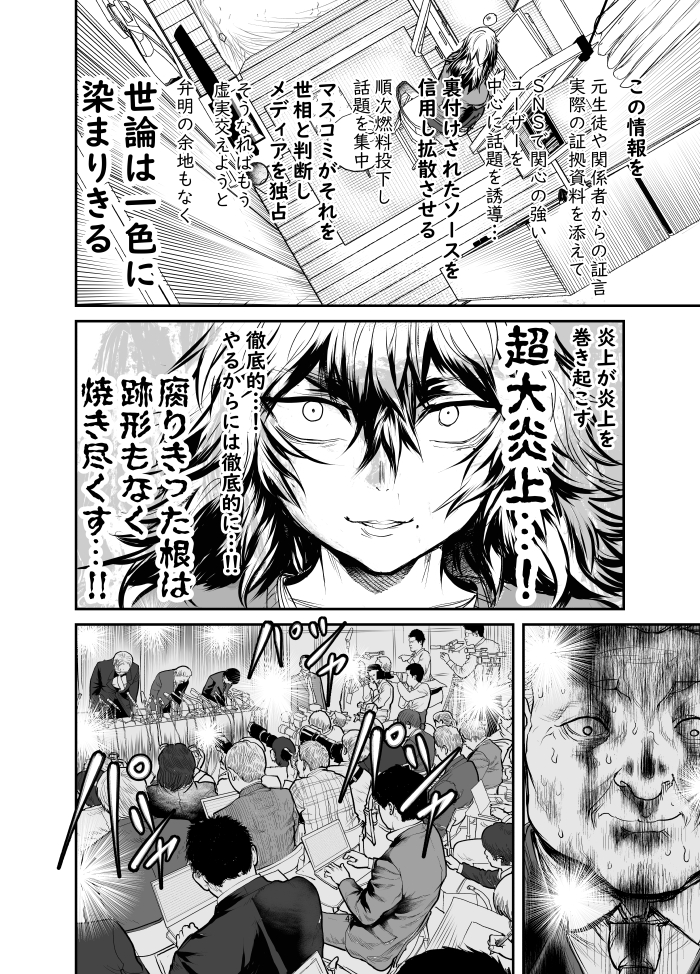 この情報を
元生徒や関係者からの証言
実際の証拠資料を添えて
SNSで関心の強い
ユーザーを
中心に話題を誘導…
裏付けされたソースを
信用し拡散させる
順次燃料投下し
話題を集中
マスコミがそれを
世相と判断し
メディアを独占
そうなればもう
虚実交えようと
弁明の余地もなく
世論は一色に
染まりきる
炎上が炎上を
巻き起こす
超大炎上…!
徹底的…!
やるからには徹底的に…!!
腐りきった根は
跡形もなく
焼き尽くす…!!
バババ
バババ